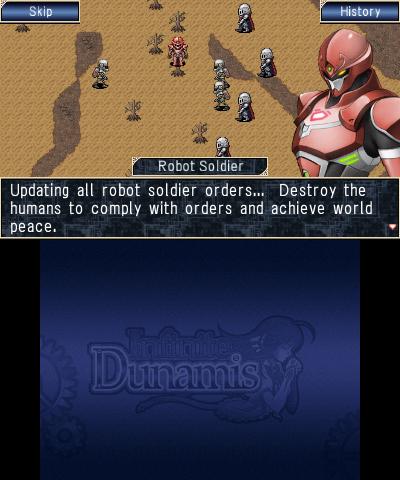 Skip
History
Robot Soldier
Updating all robot soldier orders... Destroy the
humans to comply with orders and achieve world
peace.
Infinite
Dunamis